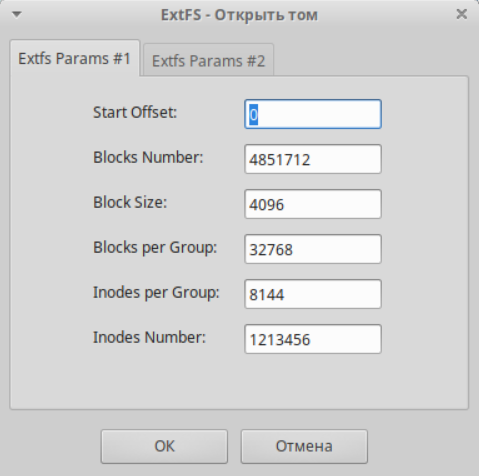 ExtFS - Открыть том
Extfs Params #1
Extfs Params #2
Start Offset: 0
Blocks Number: 4851712
Block Size: 4096
Blocks per Group: 32768
Inodes per Group: 8144
Inodes Number: 1213456
ОК
Отмена